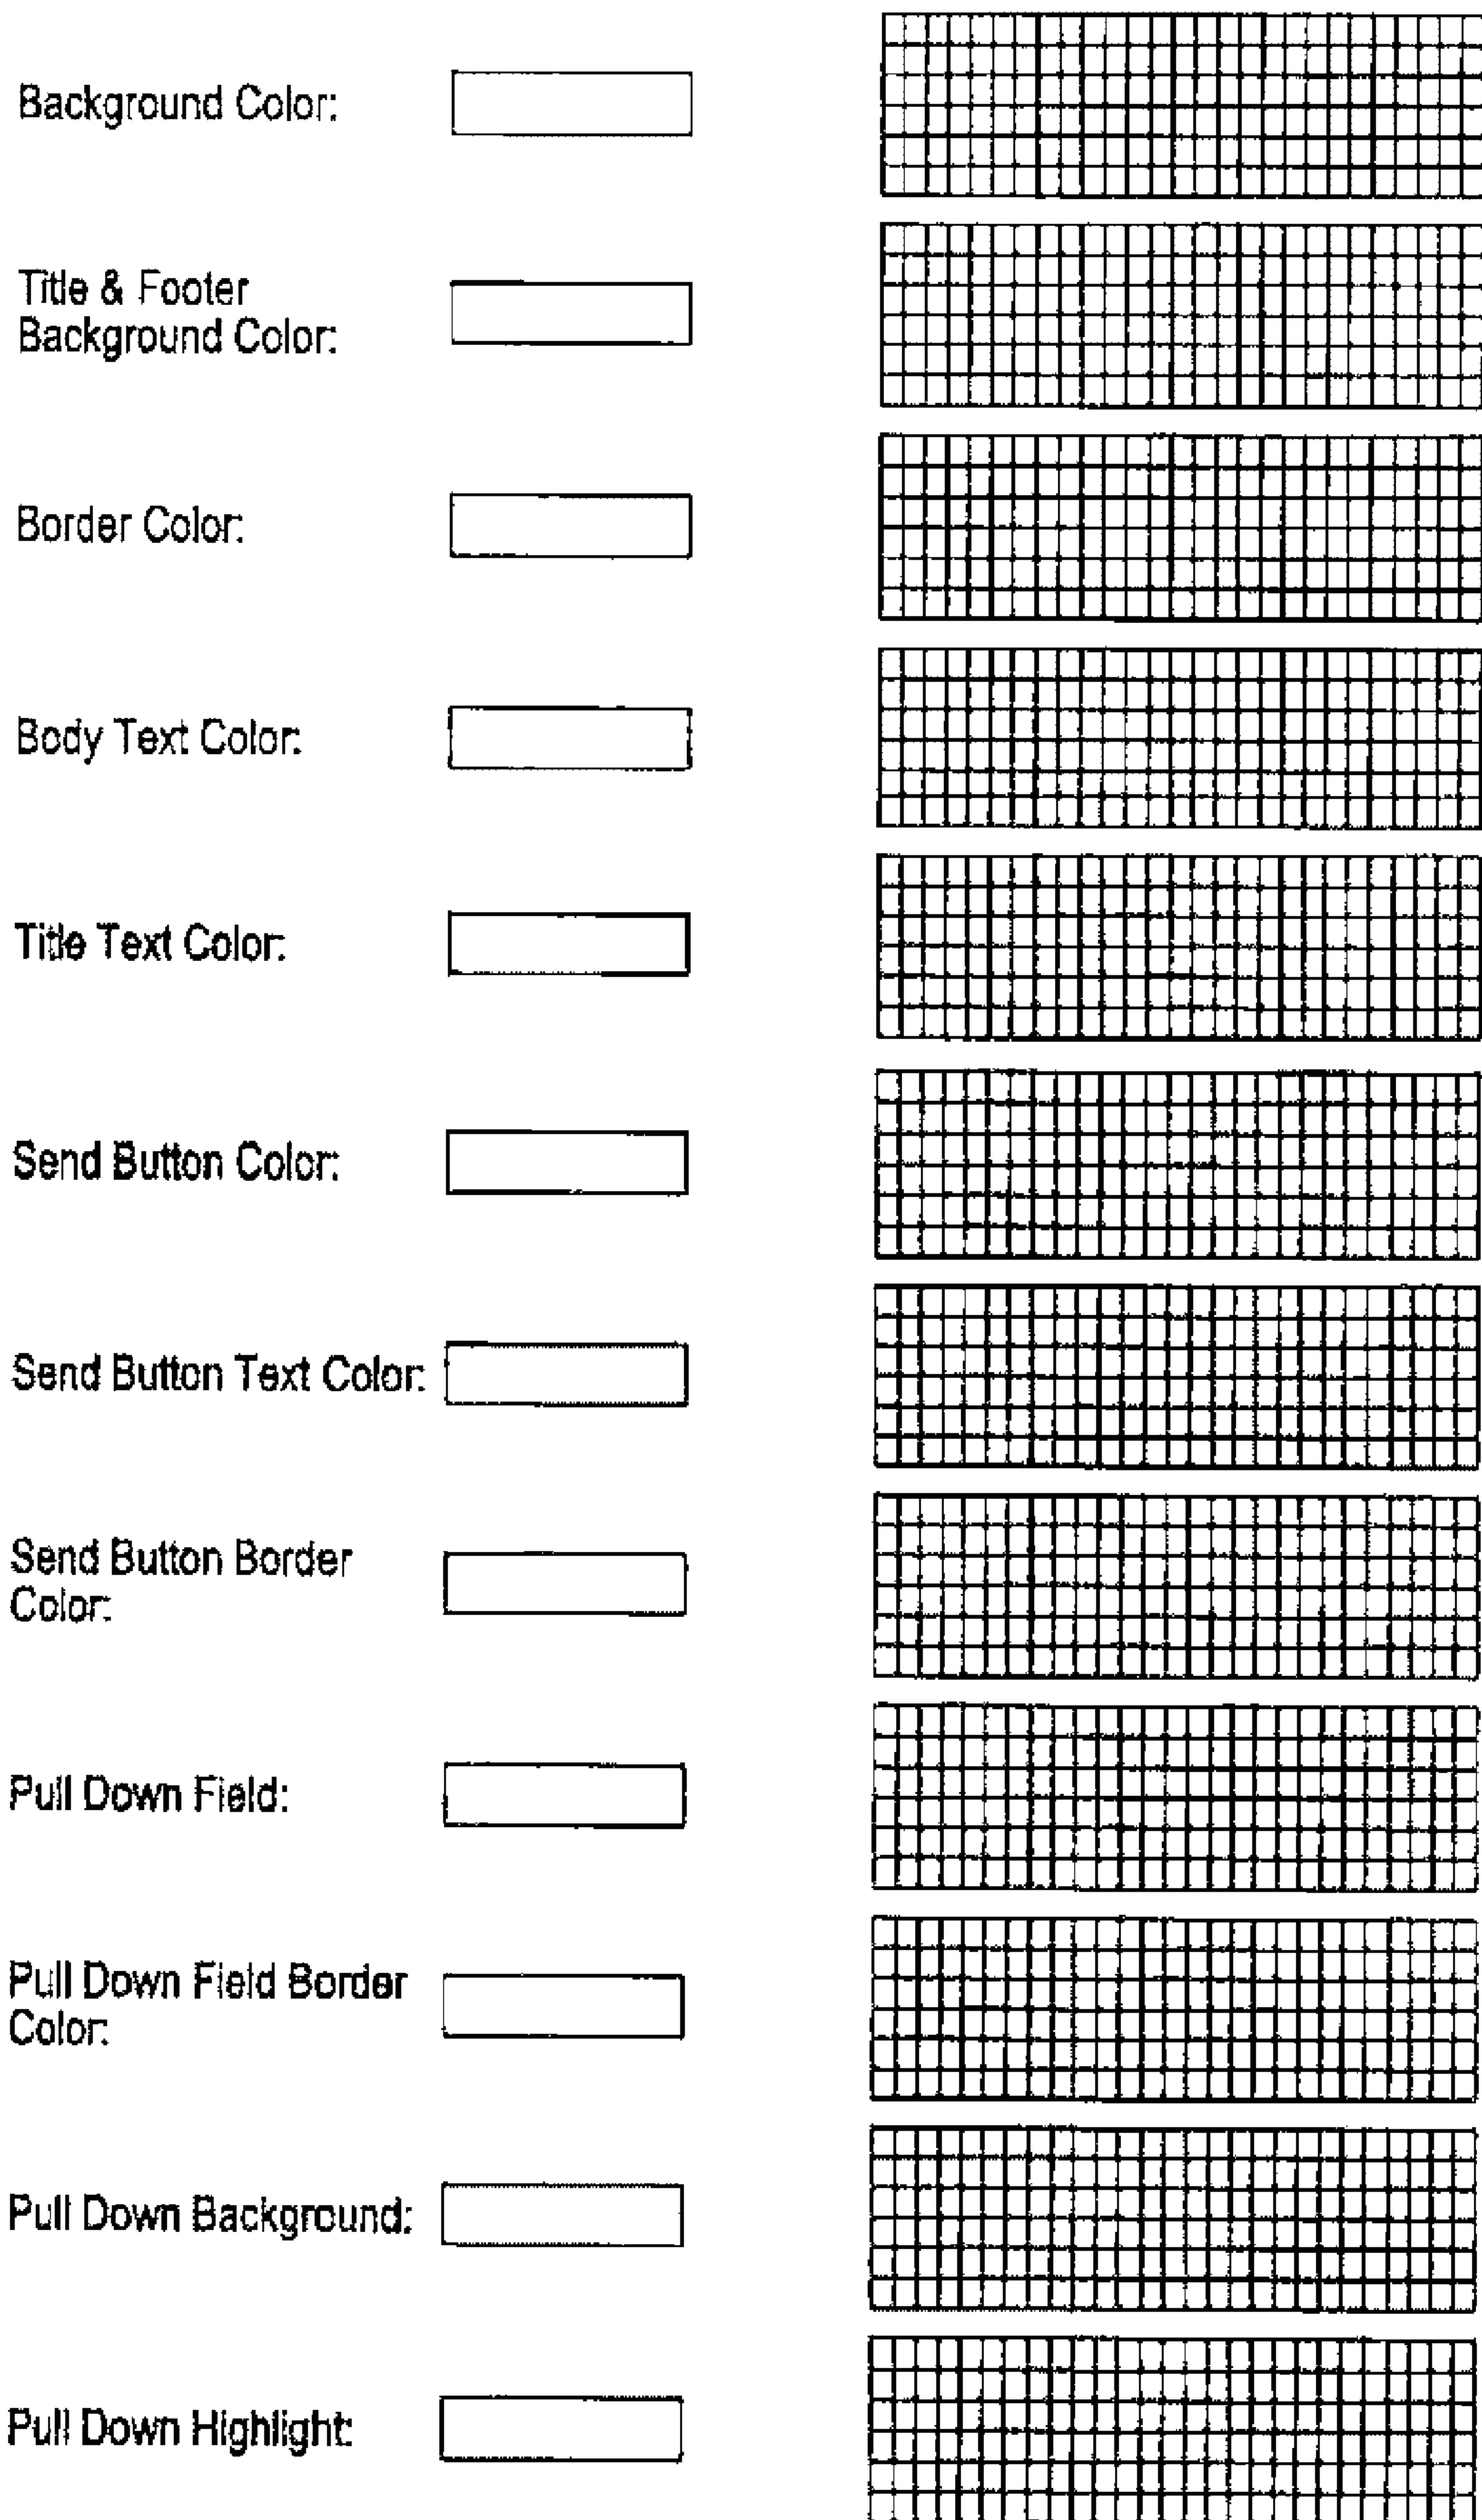 Background Color:
Title & Footer
Background Color:
Border Color:
Body Text Color:
Title Text Color:
Send Button Color:
Send Button Text Color:
Send Button Border
Color:
Pull Down Field:
Pull Down Field Border
Color:
Pull Down Background:
Pull Down Highlight: